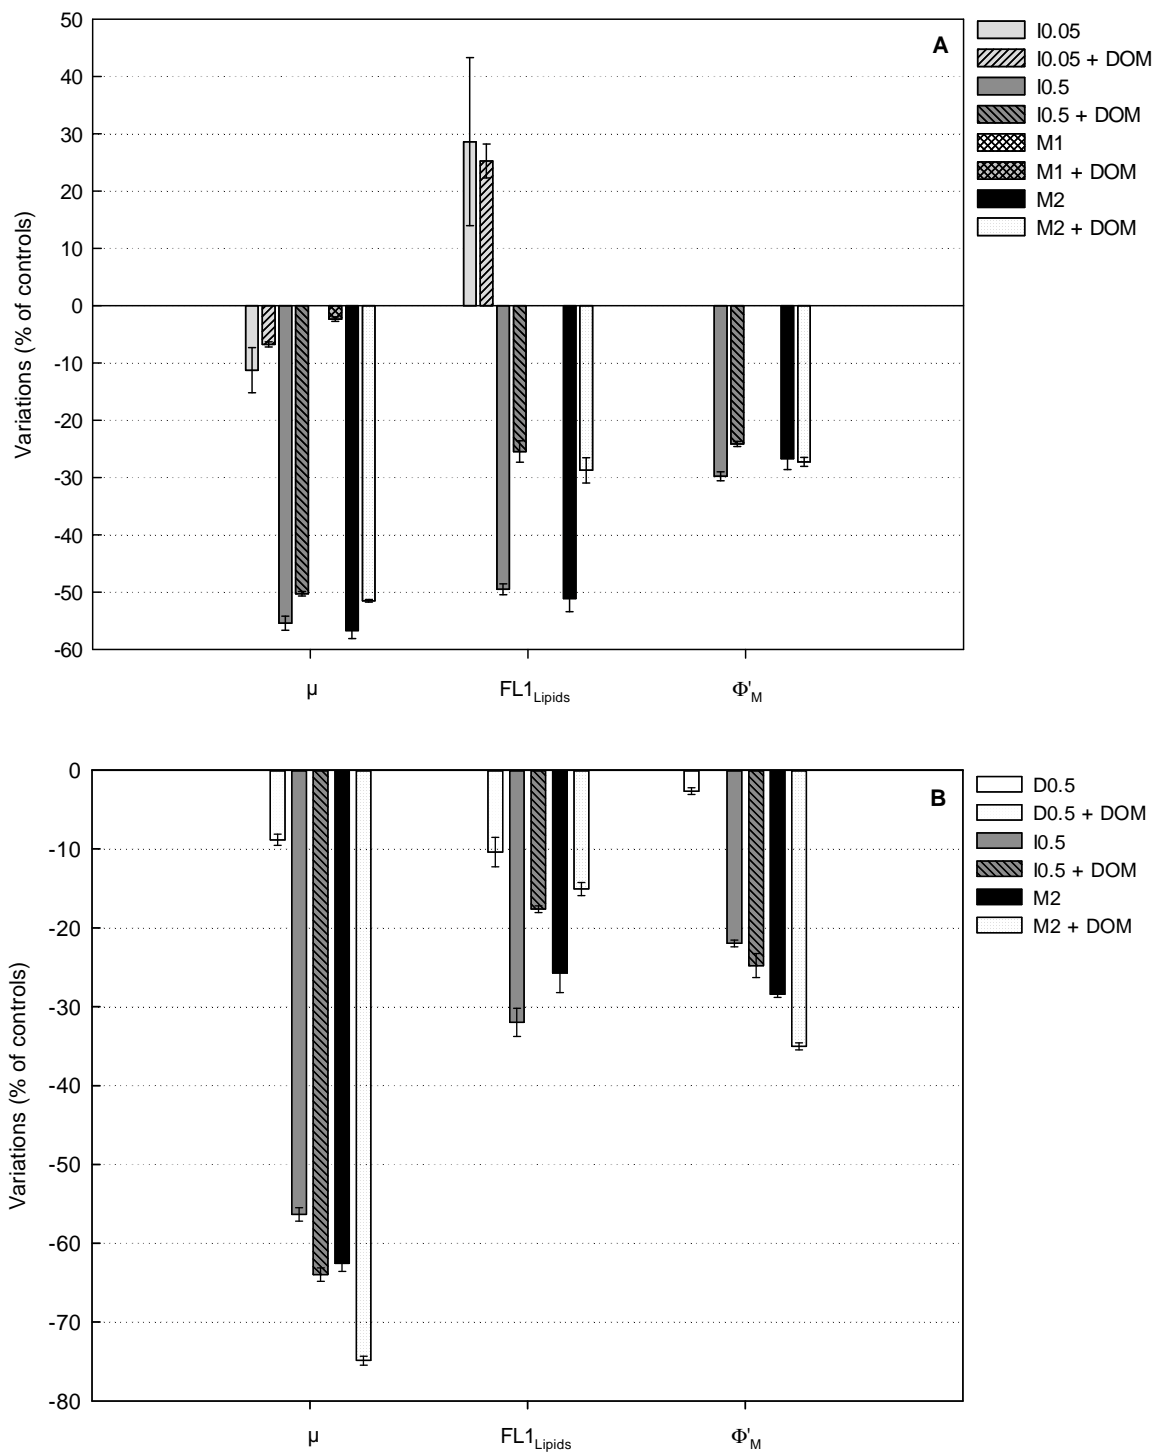 A
50
40
30
20
10
0
-10
-20
-30
-40
-50
-60
Variations (% of controls)
µ
FL1Lipids
Φ'M
I0.05
I0.05 + DOM
I0.5
I0.5 + DOM
M1
M1 + DOM
M2
M2 + DOM
B
0
-10
-20
-30
-40
-50
-60
-70
-80
Variations (% of controls)
µ
FL1Lipids
Φ'M
D0.5
D0.5 + DOM
I0.5
I0.5 + DOM
M2
M2 + DOM